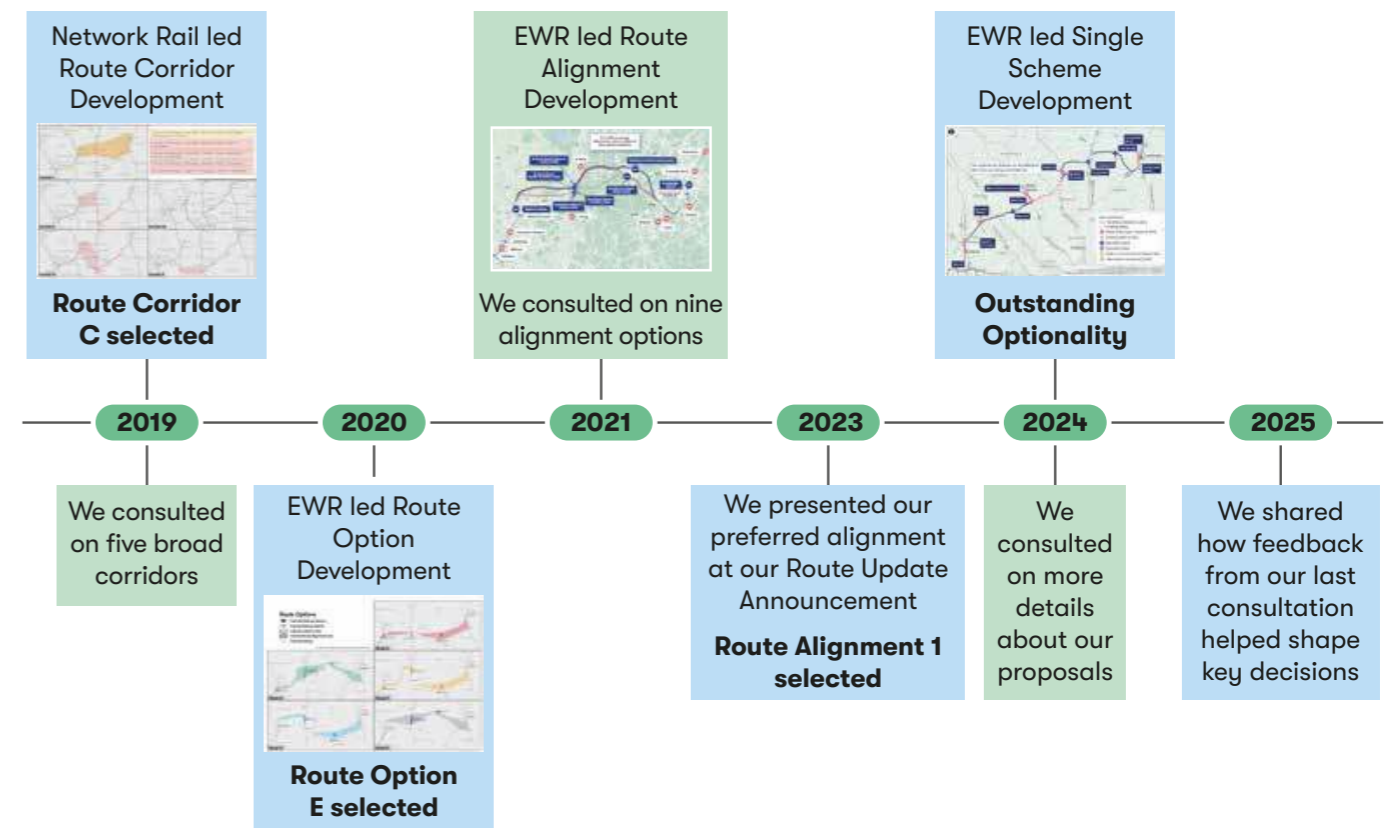 Network Rail led
Route Corridor
Development
Route Corridor
C selected
EWR led Route
Alignment
Development
We consulted on nine
alignment options
EWR led Single
Scheme
Development
Outstanding
Optionality
2019
2020
2021
2023
2024
2025
We consulted
on five broad
corridors
EWR led Route
Option
Development
Route Options
Route Option
E selected
We presented our
preferred alignment
at our Route Update
Announcement
Route Alignment 1
selected
We
consulted
on more
details
about our
proposals
We shared
how feedback
from our last
consultation
helped shape
key decisions